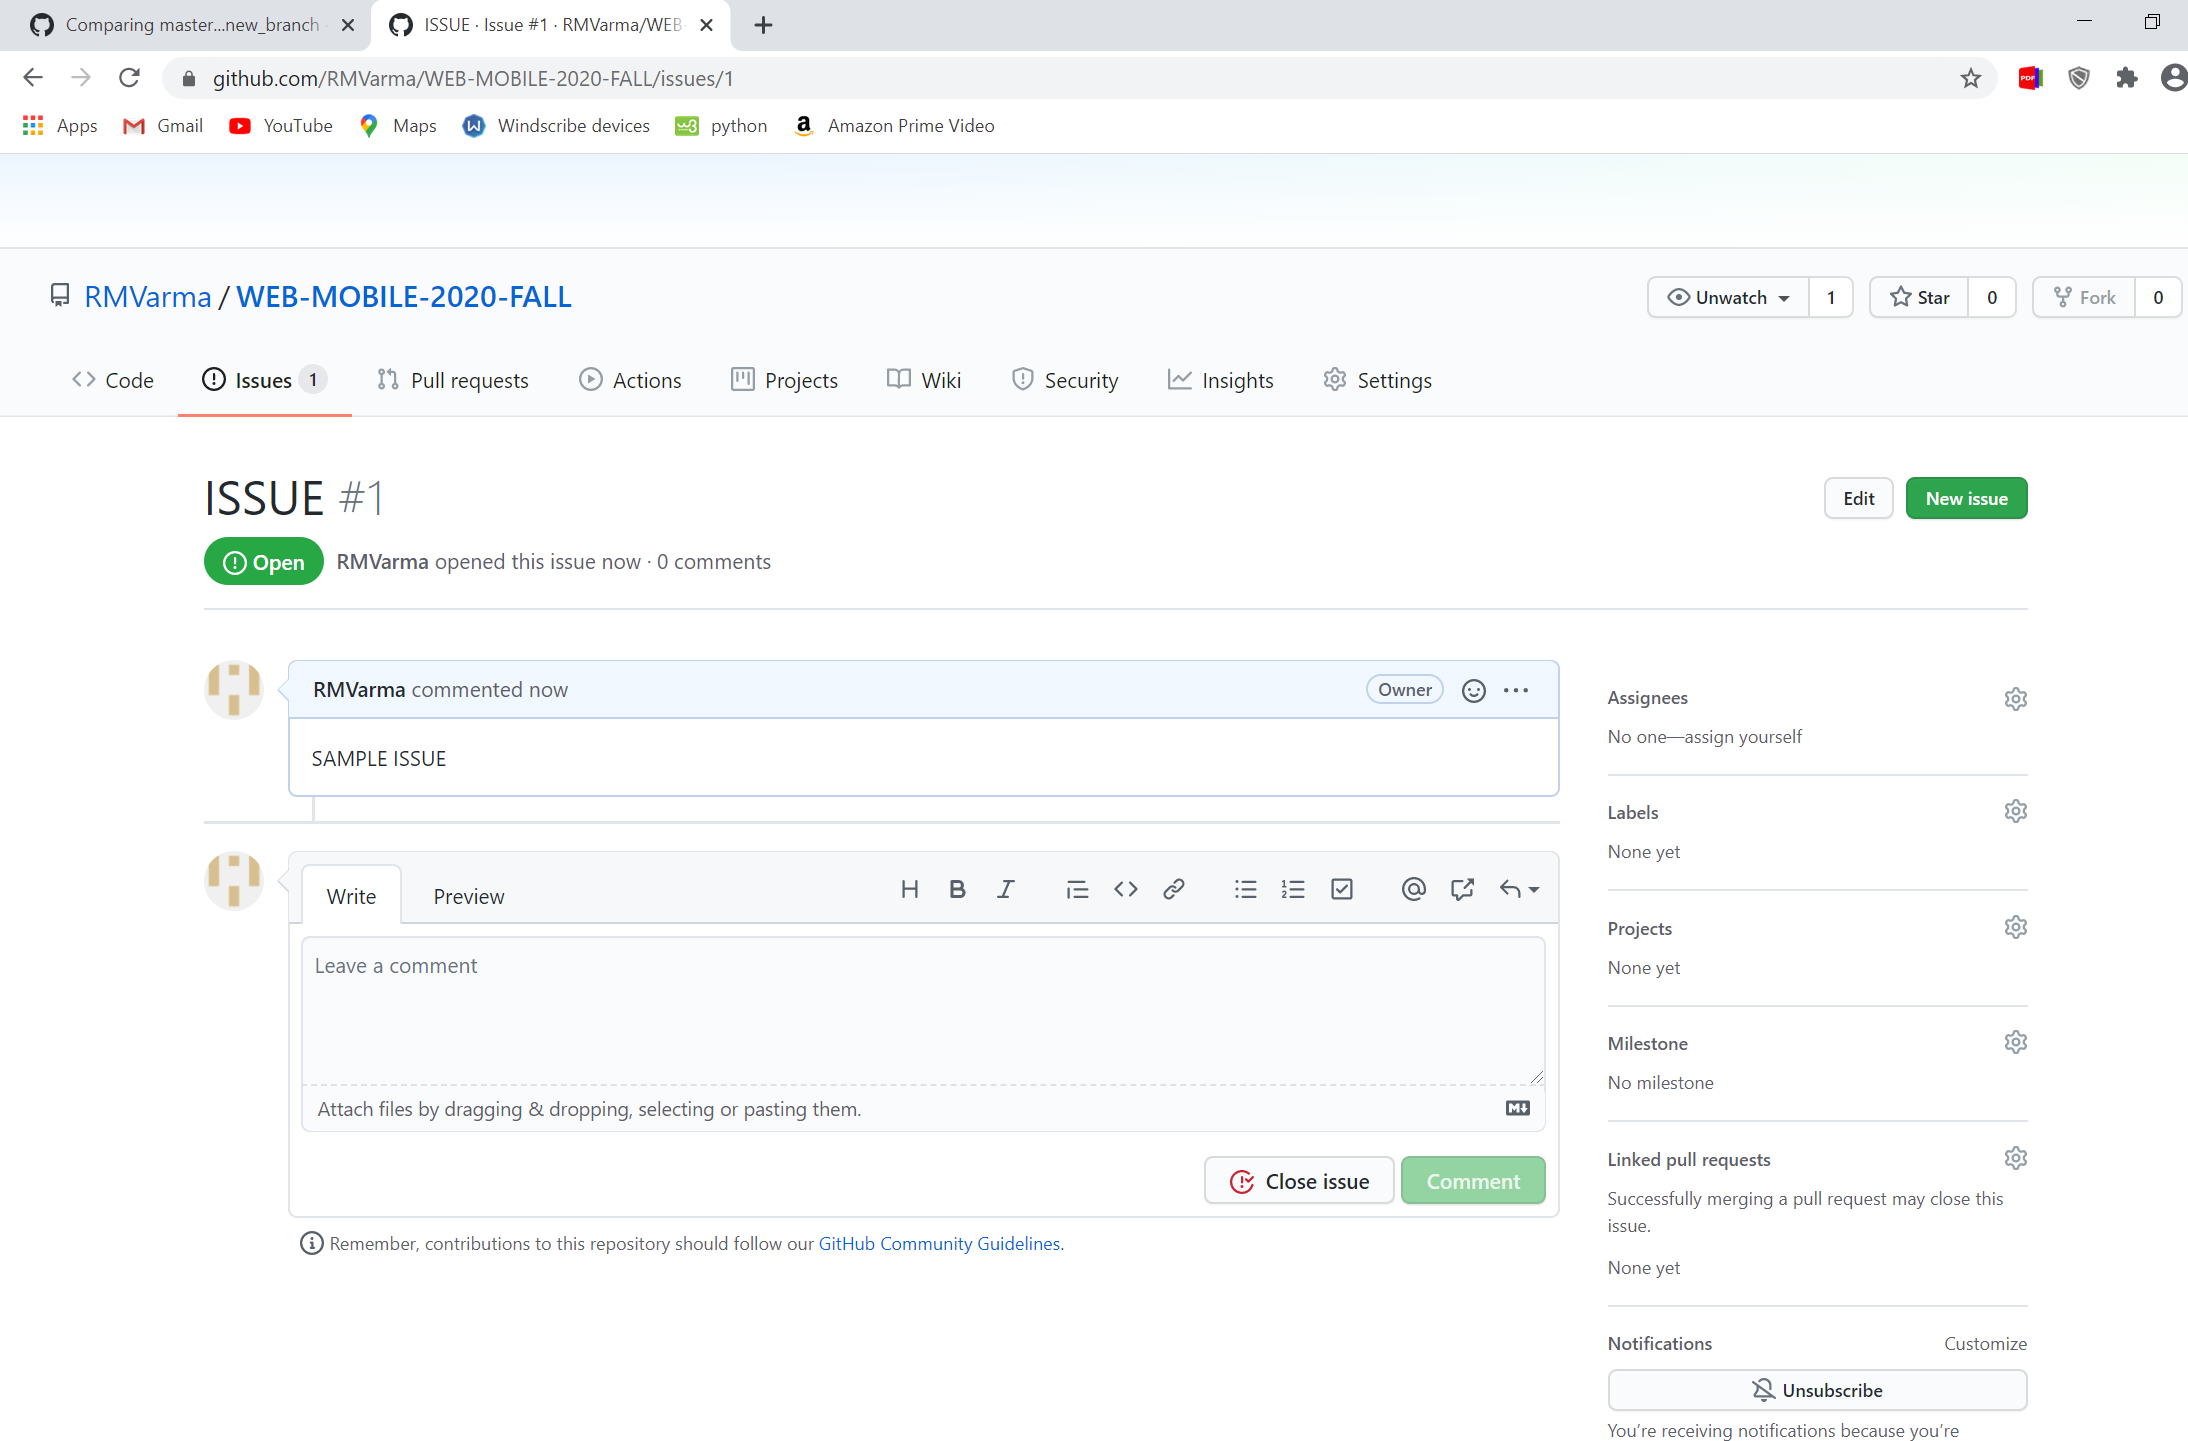 Comparing master...new_branch
ISSUE · Issue #1 · RMVarma/WEB-
github.com/RMVarma/WEB-MOBILE-2020-FALL/issues/1
PDF
Apps Gmail YouTube Maps Windscribe devices python Amazon Prime Video
RMVarma / WEB-MOBILE-2020-FALL
Unwatch 1 Star 0 Fork 0
Code Issues 1 Pull requests Actions Projects Wiki Security Insights Settings
ISSUE #1
Edit New issue
Open RMVarma opened this issue now · 0 comments
RMVarma commented now Owner
SAMPLE ISSUE
Write Preview
Leave a comment
Attach files by dragging & dropping, selecting or pasting them.
Close issue Comment
Remember, contributions to this repository should follow our GitHub Community Guidelines.
Assignees
No one—assign yourself
Labels
None yet
Projects
None yet
Milestone
No milestone
Linked pull requests
Successfully merging a pull request may close this
issue.
None yet
Notifications Customize
Unsubscribe
You're receiving notifications because you're